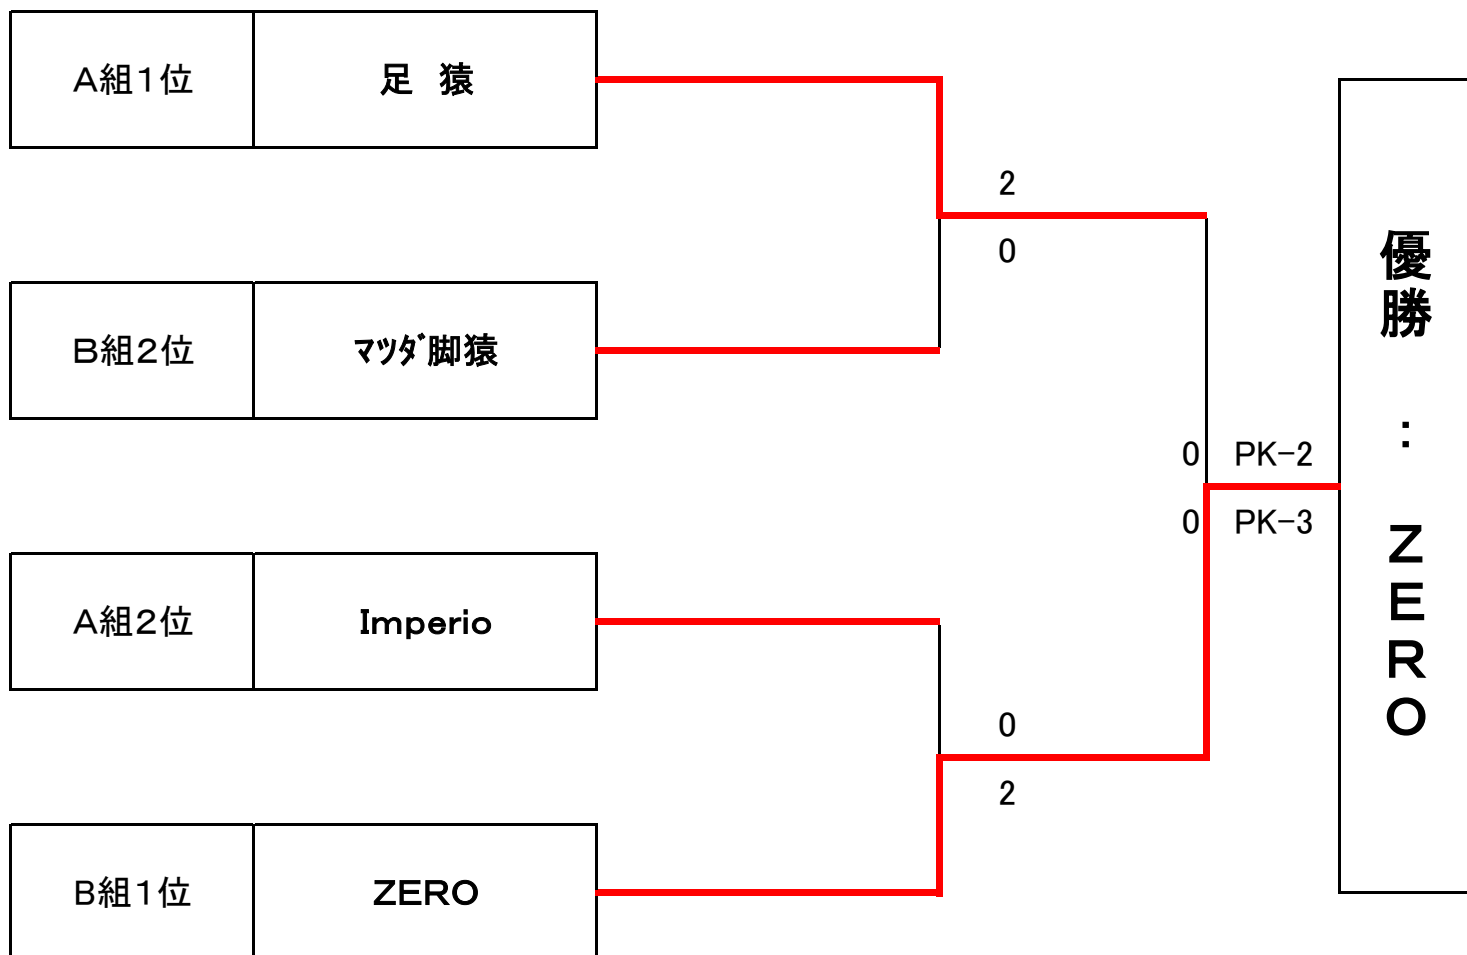 Ａ組１位 足　猿
2
0
Ｂ組２位 ﾏﾂﾀﾞ脚猿
0 PK-2
0 PK-3
Ａ組２位 Ｉｍｐｅｒｉｏ
0
2
Ｂ組１位 ＺＥＲＯ
優勝　：　ＺＥＲＯ